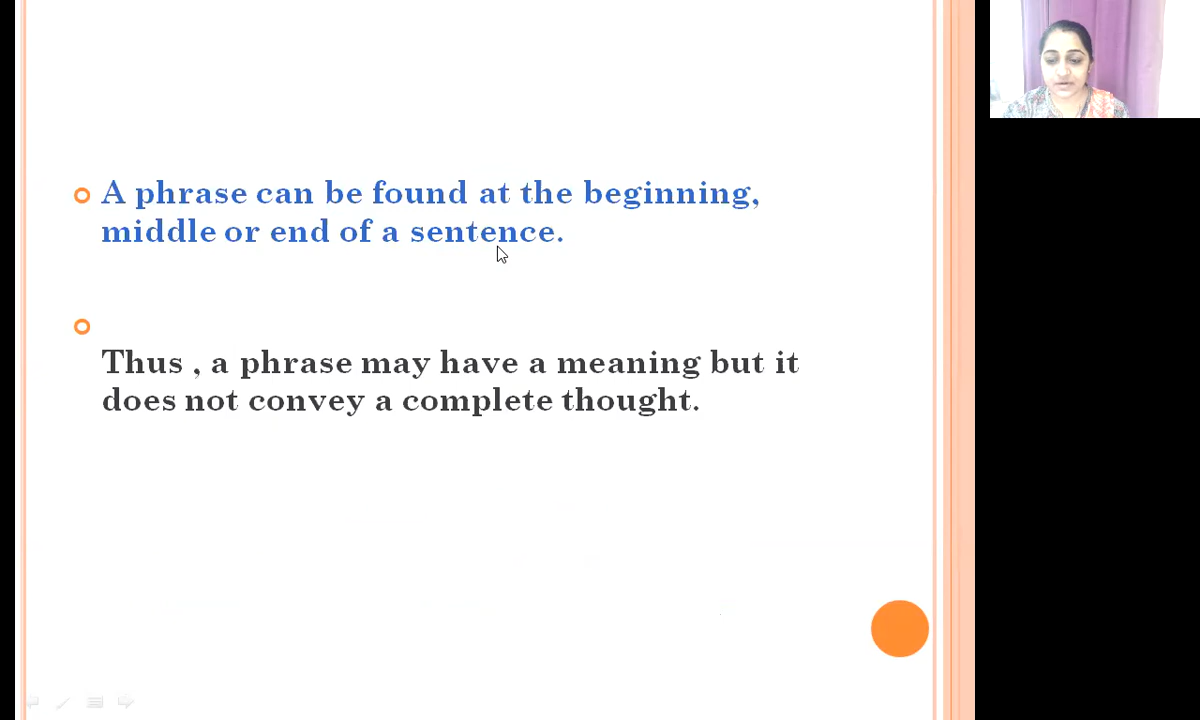 A phrase can be found at the beginning,
middle or end of a sentence.
Thus , a phrase may have a meaning but it
does not convey a complete thought.